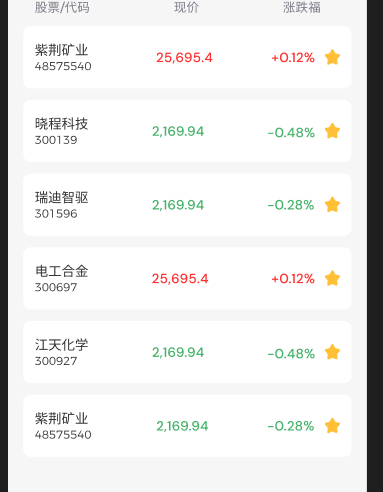 股票/代码 现价 涨跌福
紫荆矿业 25,695.4 +0.12%
48575540
晓程科技 2,169.94 -0.48%
300139
瑞迪智驱 2,169.94 -0.28%
301596
电工合金 25,695.4 +0.12%
300697
江天化学 2,169.94 -0.48%
300927
紫荆矿业 2,169.94 -0.28%
48575540